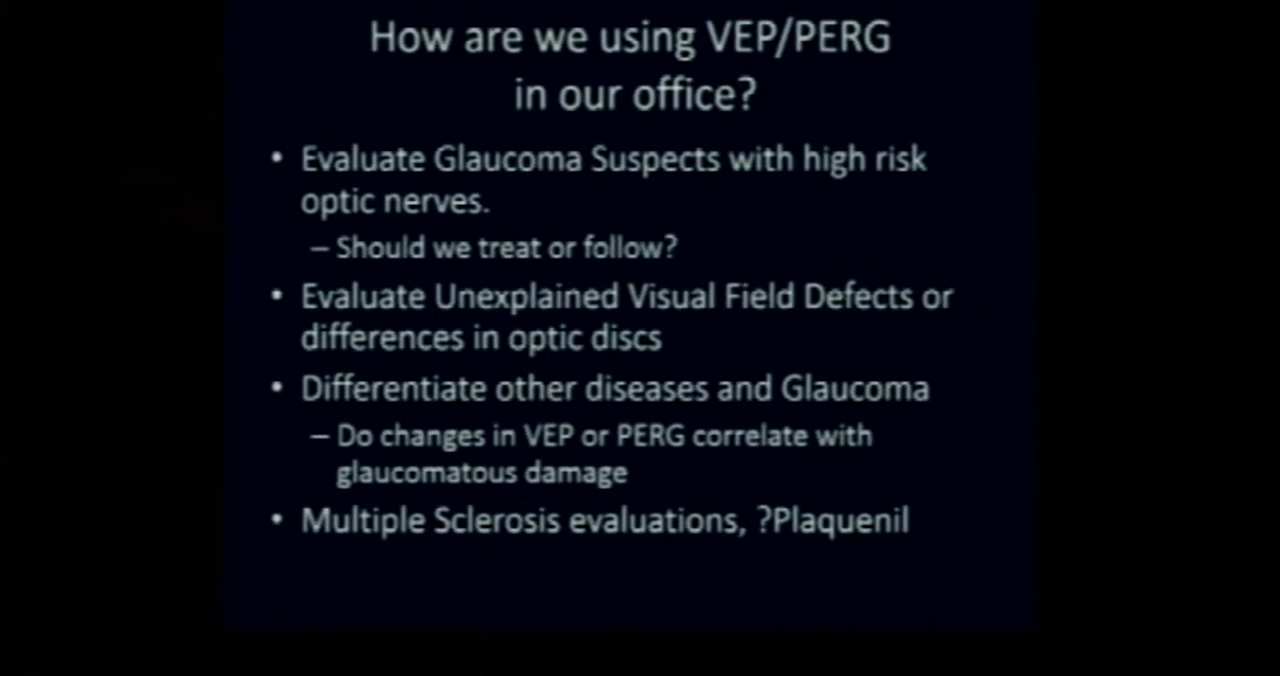 How are we using VEP/PERG
in our office?
• Evaluate Glaucoma Suspects with high risk
optic nerves.
– Should we treat or follow?
• Evaluate Unexplained Visual Field Defects or
differences in optic discs
• Differentiate other diseases and Glaucoma
– Do changes in VEP or PERG correlate with
glaucomatous damage
• Multiple Sclerosis evaluations, ?Plaquenil